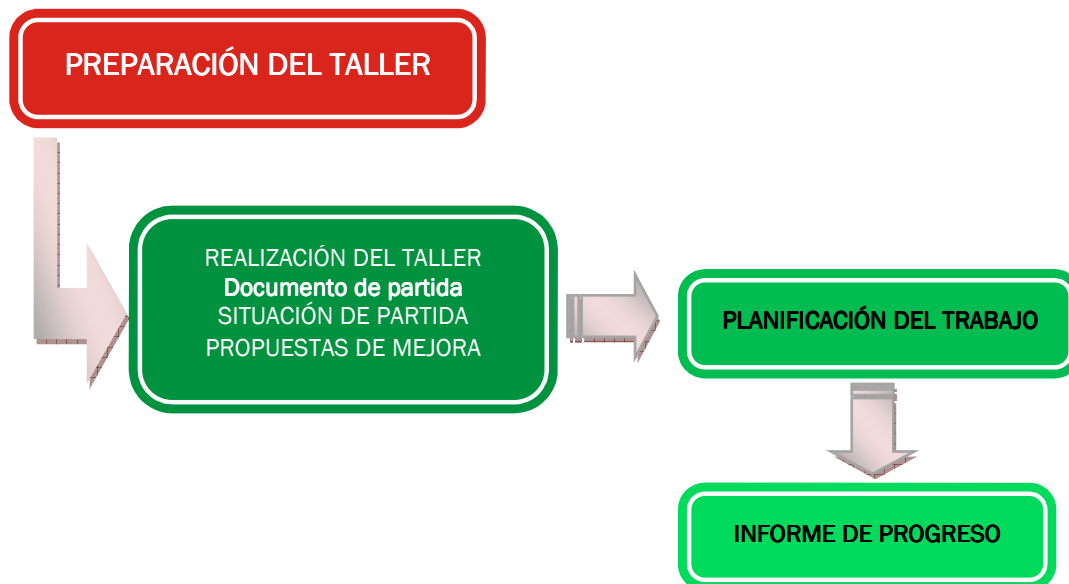 PREPARACIÓN DEL TALLER
REALIZACIÓN DEL TALLER
Documento de partida
SITUACIÓN DE PARTIDA
PROPUESTAS DE MEJORA
PLANIFICACIÓN DEL TRABAJO
INFORME DE PROGRESO